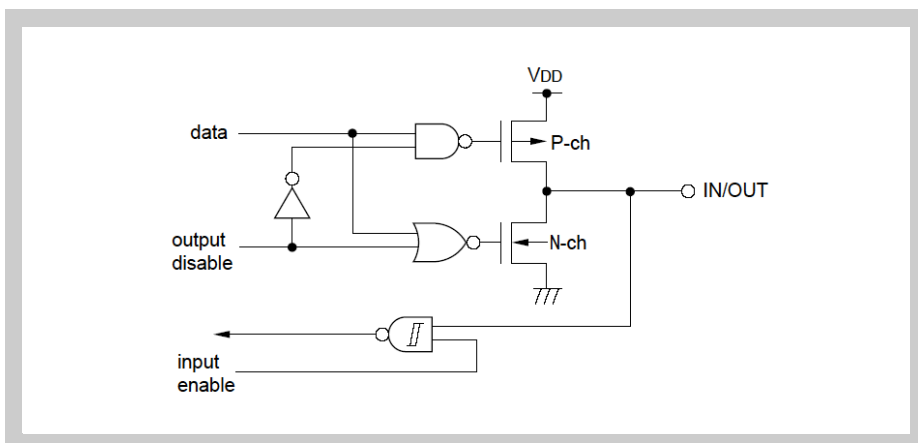 VDD
data
P-ch
IN/OUT
output
disable
N-ch
input
enable